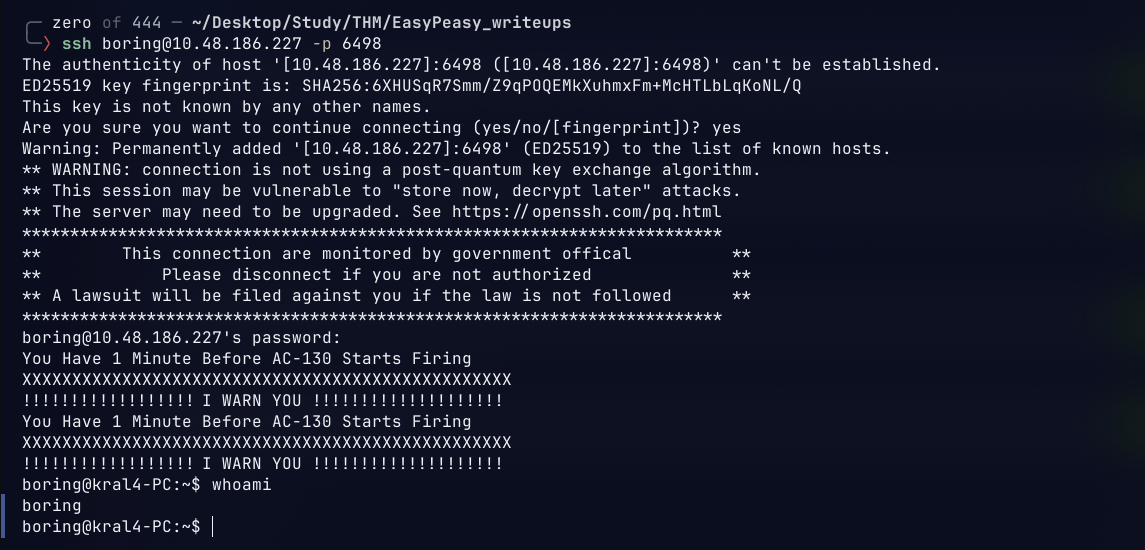 zero of 444 — ~/Desktop/Study/THM/EasyPeasy_writeups
ssh boring@10.48.186.227 -p 6498
The authenticity of host '[10.48.186.227]:6498 ([10.48.186.227]:6498)' can't be established.
ED25519 key fingerprint is: SHA256:6XHUSqR7Smm/Z9qPOQEMkXuhmxFm+McHTLbLqKoNL/Q
This key is not known by any other names.
Are you sure you want to continue connecting (yes/no/[fingerprint])? yes
Warning: Permanently added '[10.48.186.227]:6498' (ED25519) to the list of known hosts.
** WARNING: connection is not using a post-quantum key exchange algorithm.
** This session may be vulnerable to "store now, decrypt later" attacks.
** The server may need to be upgraded. See https://openssh.com/pq.html
**********************************************************************
**        This connection are monitored by government offical          **
**            Please disconnect if you are not authorized              **
** A lawsuit will be filed against you if the law is not followed      **
**********************************************************************
boring@10.48.186.227's password:
You Have 1 Minute Before AC-130 Starts Firing
XXXXXXXXXXXXXXXXXXXXXXXXXXXXXXXXXXXXXXXXXXXXXXXXX
!!!!!!!!!!!!!!!!! I WARN YOU !!!!!!!!!!!!!!!!!!!
You Have 1 Minute Before AC-130 Starts Firing
XXXXXXXXXXXXXXXXXXXXXXXXXXXXXXXXXXXXXXXXXXXXXXXXX
!!!!!!!!!!!!!!!!! I WARN YOU !!!!!!!!!!!!!!!!!!!
boring@kral4-PC:~$ whoami
boring
boring@kral4-PC:~$